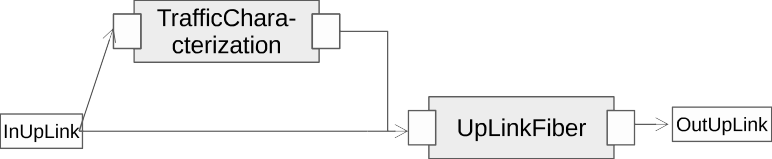 TrafficChara-
cterization
InUpLink
UpLinkFiber
OutUpLink